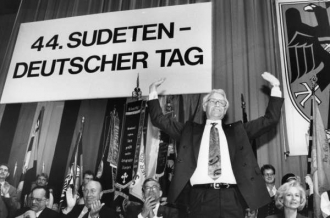 44. SUDETEN-
DEUTSCHER TAG